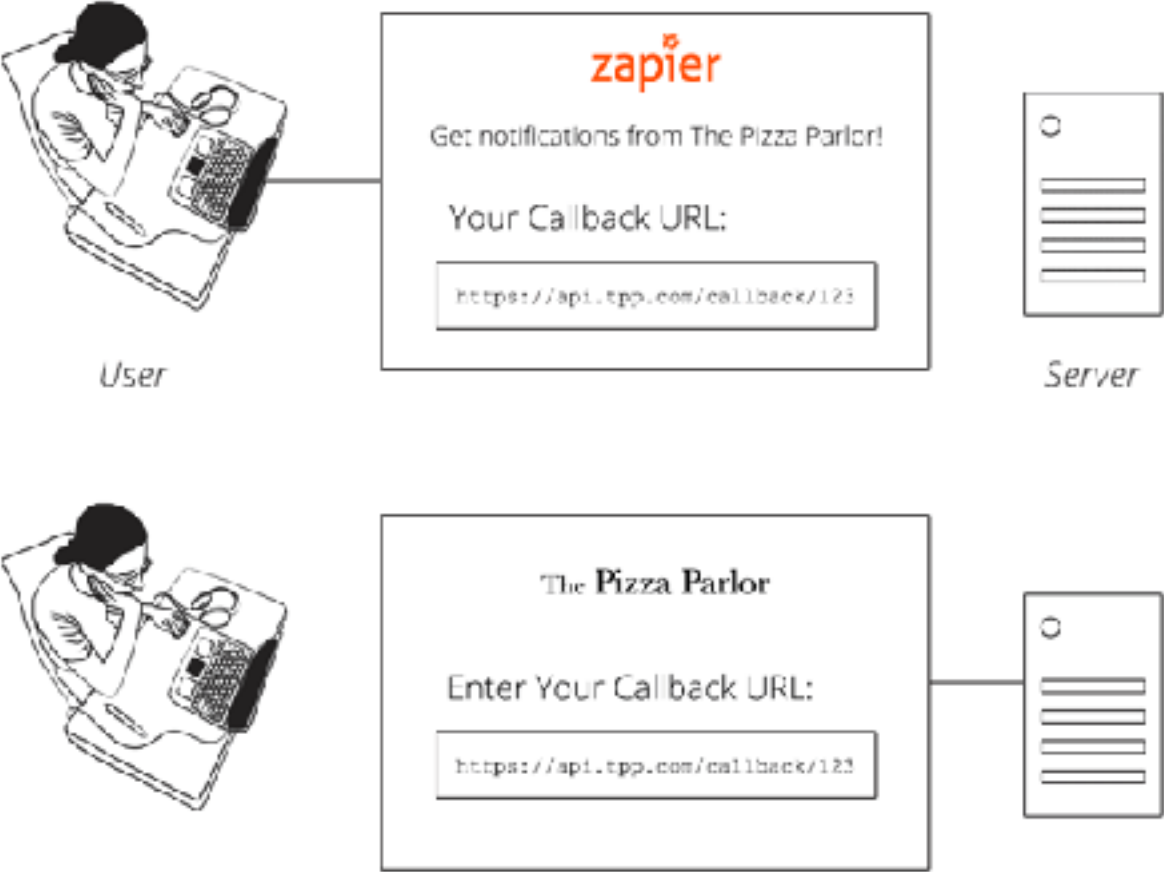 zapier
Get notifications from The Pizza Parlor!
Your Callback URL:
https://api.tpp.com/callback/123
User
Server
The Pizza Parlor
Enter Your Callback URL:
https://api.tpp.com/callback/123